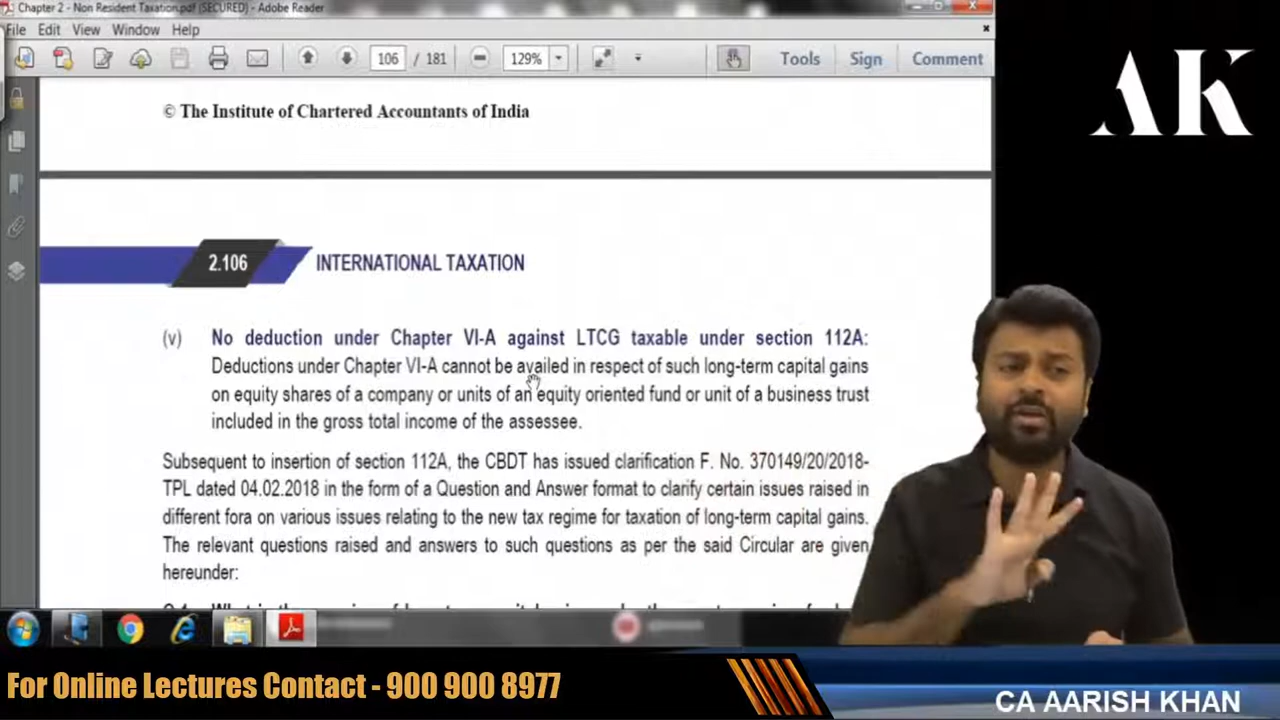 Chapter 2 - Non Resident Taxation.pdf (SECURED) - Adobe Reader
File Edit View Window Help
106 / 181 129% Tools Sign Comment
AK
© The Institute of Chartered Accountants of India
2.106 INTERNATIONAL TAXATION
(v) No deduction under Chapter VI-A against LTCG taxable under section 112A:
Deductions under Chapter VI-A cannot be availed in respect of such long-term capital gains
on equity shares of a company or units of an equity oriented fund or unit of a business trust
included in the gross total income of the assessee.
Subsequent to insertion of section 112A, the CBDT has issued clarification F. No. 370149/20/2018-
TPL dated 04.02.2018 in the form of a Question and Answer format to clarify certain issues raised in
different fora on various issues relating to the new tax regime for taxation of long-term capital gains.
The relevant questions raised and answers to such questions as per the said Circular are given
hereunder:
For Online Lectures Contact - 900 900 8977
CA AARISH KHAN